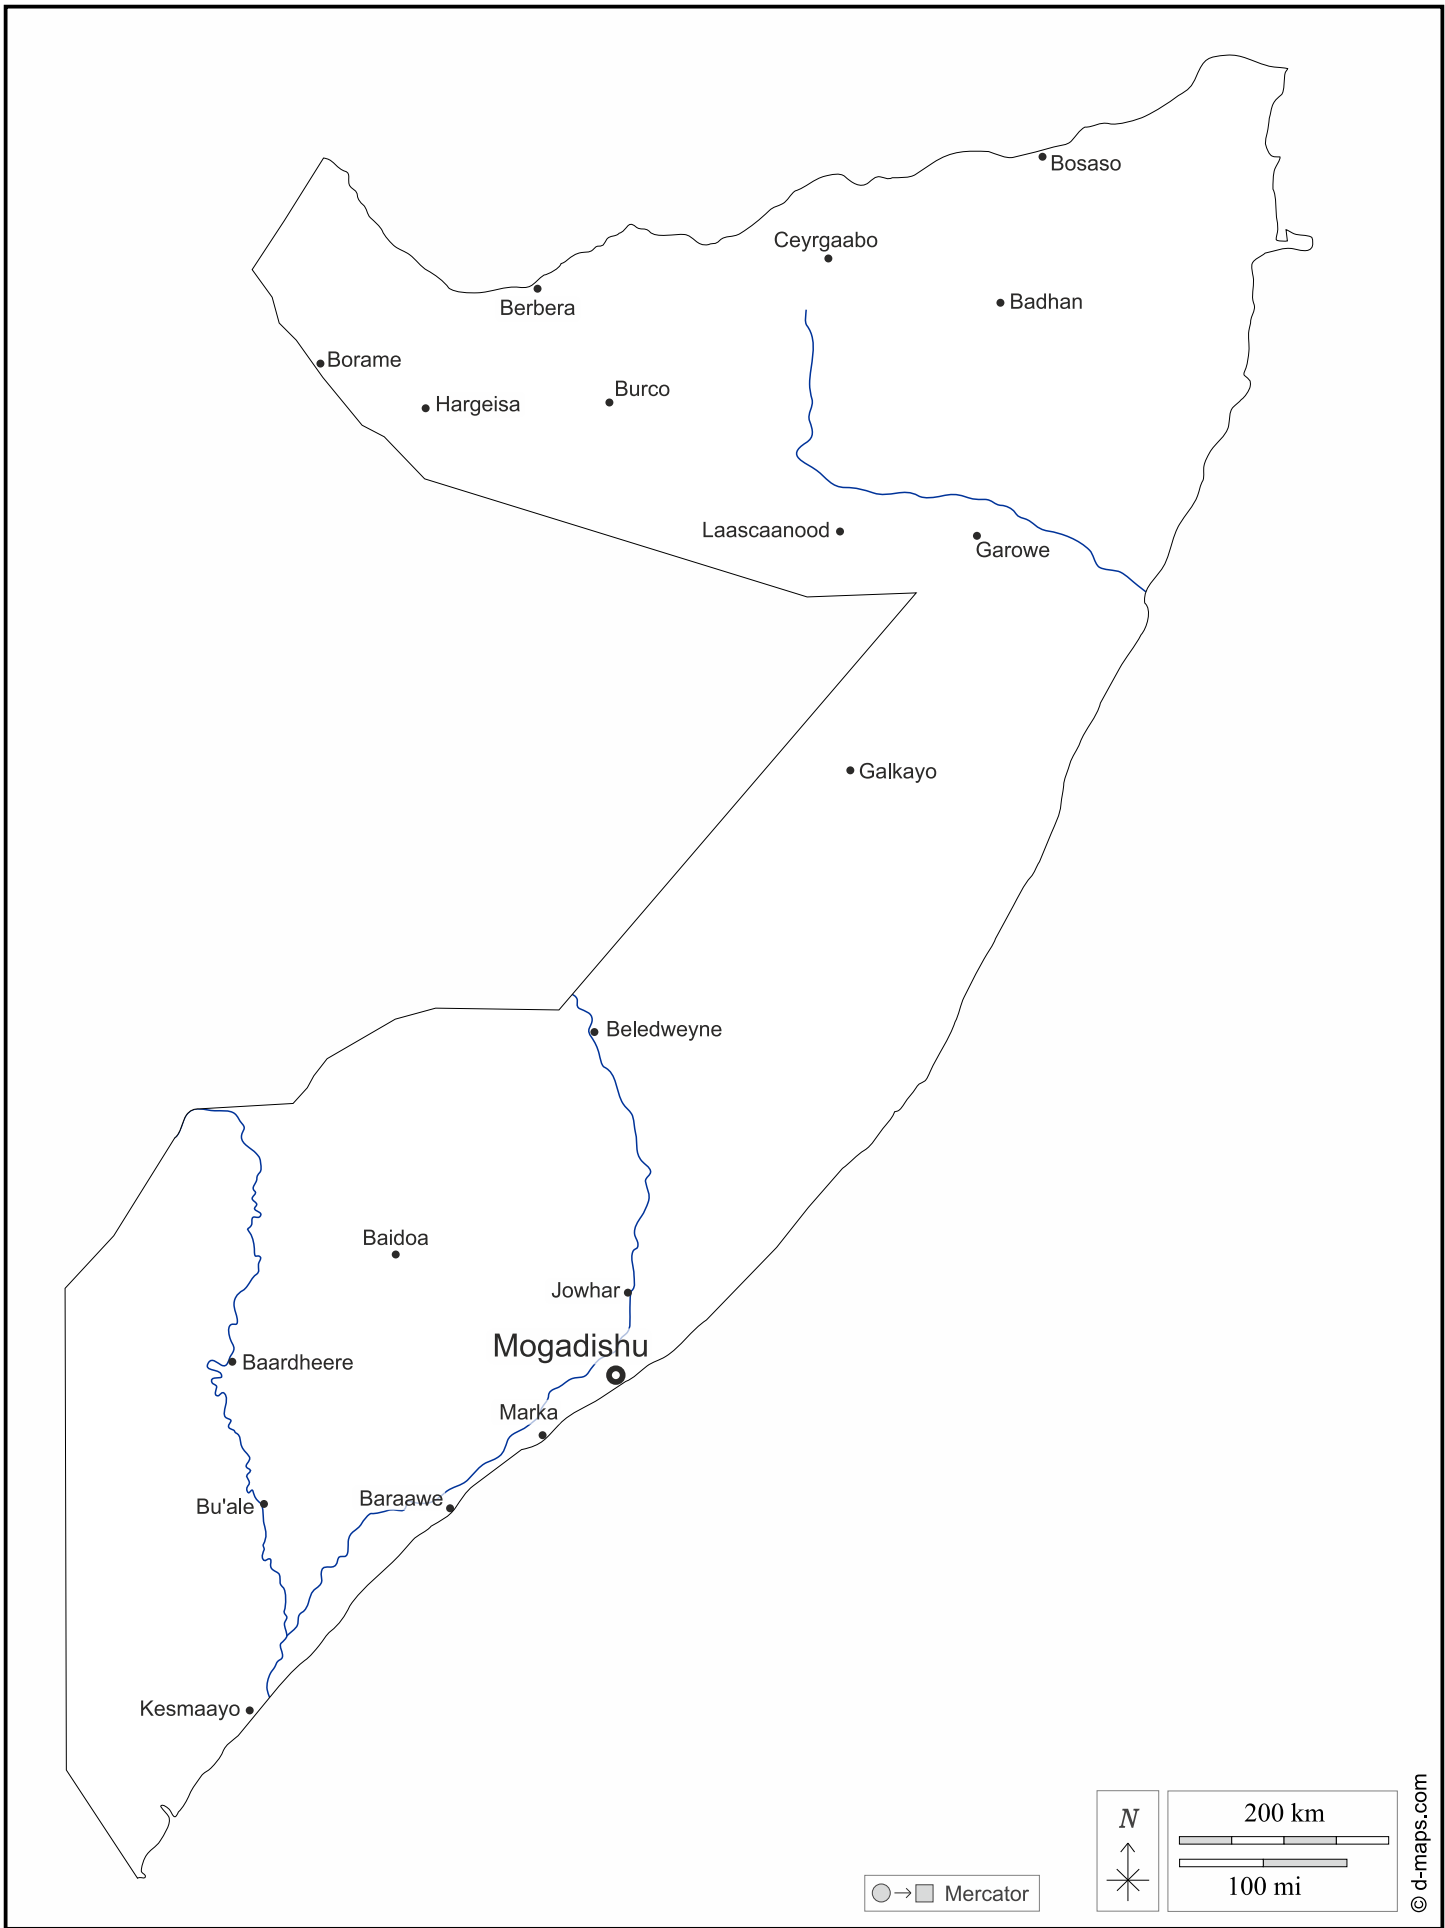 Bosaso
Ceyrgaabo
Berbera
Badhan
Borame
Hargeisa
Burco
Laascaanood
Garowe
Galkayo
Beledweyne
Baidoa
Jowhar
Mogadishu
Baardheere
Marka
Baraawe
Bu'ale
Kesmaayo
N
200 km
100 mi
Mercator
© d-maps.com